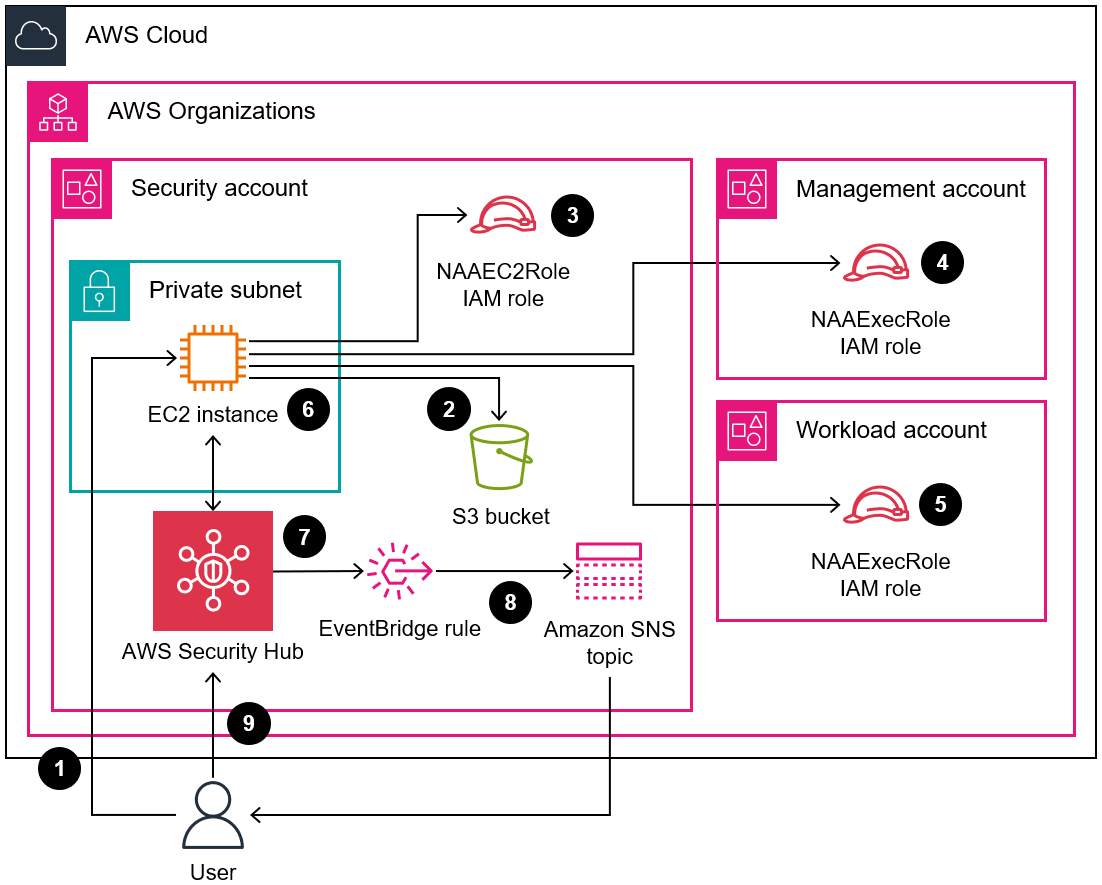 AWS Cloud
AWS Organizations
Security account
3
NAAEC2Role
IAM role
Management account
4
NAAExecRole
IAM role
Private subnet
EC2 instance
6
2
S3 bucket
Workload account
5
NAAExecRole
IAM role
7
AWS Security Hub
EventBridge rule
8
Amazon SNS
topic
9
1
User